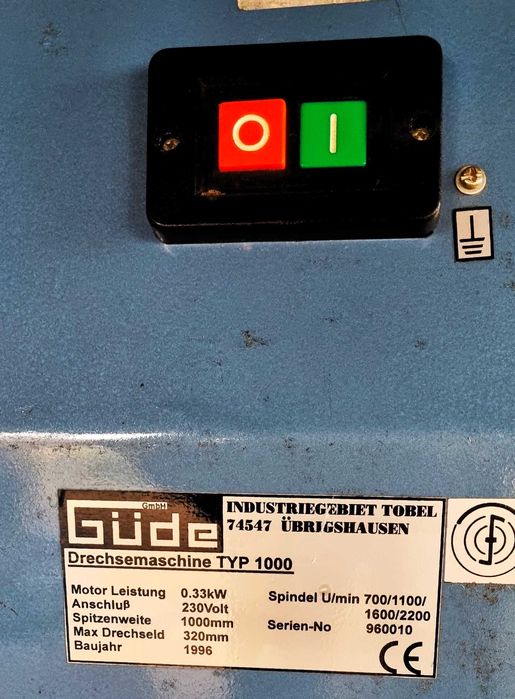 O I
GmbH
Güde
INDUSTRIEGEBIET TOBEL
74547 ÜBRIGSHAUSEN
Drechsemaschine TYP 1000
Motor Leistung 0.33kW
Anschluß 230Volt
Spitzenweite 1000mm
Max Drechseld 320mm
Baujahr 1996
Spindel U/min 700/1100/
1600/2200
Serien-No 960010
CE